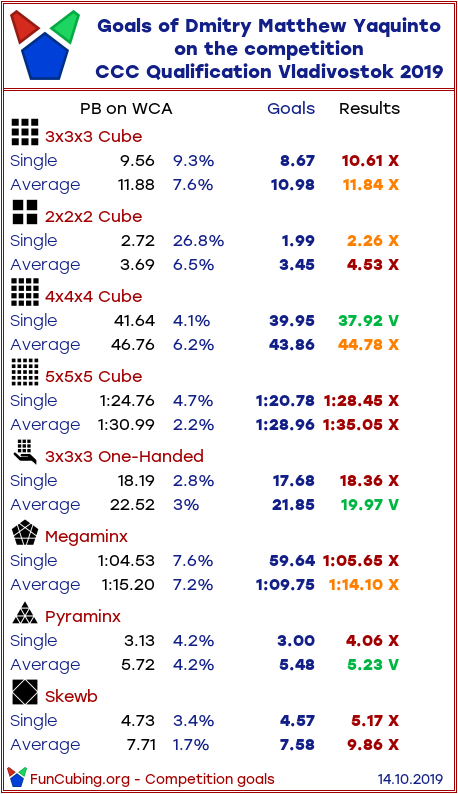 Goals of Dmitry Matthew Yaquinto
on the competition
CCC Qualification Vladivostok 2019
PB on WCA Goals Results
3x3x3 Cube
Single 9.56 9.3% 8.67 10.61 X
Average 11.88 7.6% 10.98 11.84 X
2x2x2 Cube
Single 2.72 26.8% 1.99 2.26 X
Average 3.69 6.5% 3.45 4.53 X
4x4x4 Cube
Single 41.64 4.1% 39.95 37.92 V
Average 46.76 6.2% 43.86 44.78 X
5x5x5 Cube
Single 1:24.76 4.7% 1:20.78 1:28.45 X
Average 1:30.99 2.2% 1:28.96 1:35.05 X
3x3x3 One-Handed
Single 18.19 2.8% 17.68 18.36 X
Average 22.52 3% 21.85 19.97 V
Megaminx
Single 1:04.53 7.6% 59.64 1:05.65 X
Average 1:15.20 7.2% 1:09.75 1:14.10 X
Pyraminx
Single 3.13 4.2% 3.00 4.06 X
Average 5.72 4.2% 5.48 5.23 V
Skewb
Single 4.73 3.4% 4.57 5.17 X
Average 7.71 1.7% 7.58 9.86 X
FunCubing.org - Competition goals 14.10.2019